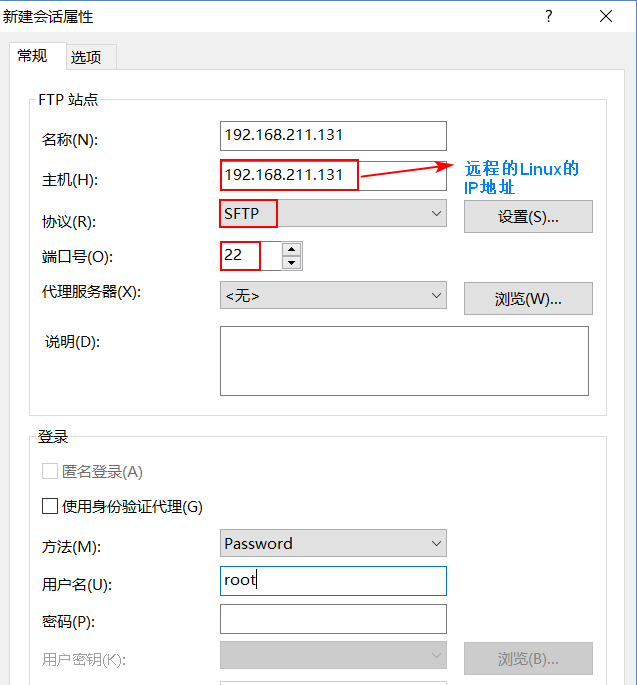 新建会话属性
常规 选项
FTP 站点
名称(N): 192.168.211.131
主机(H): 192.168.211.131 远程的Linux的
IP地址
协议(R): SFTP 设置(S)...
端口号(O): 22
代理服务器(X): <无> 浏览(W)...
说明(D):
登录
匿名登录(A)
使用身份验证代理(G)
方法(M): Password
用户名(U): root
密码(P):
用户密钥(K): 浏览(B)...